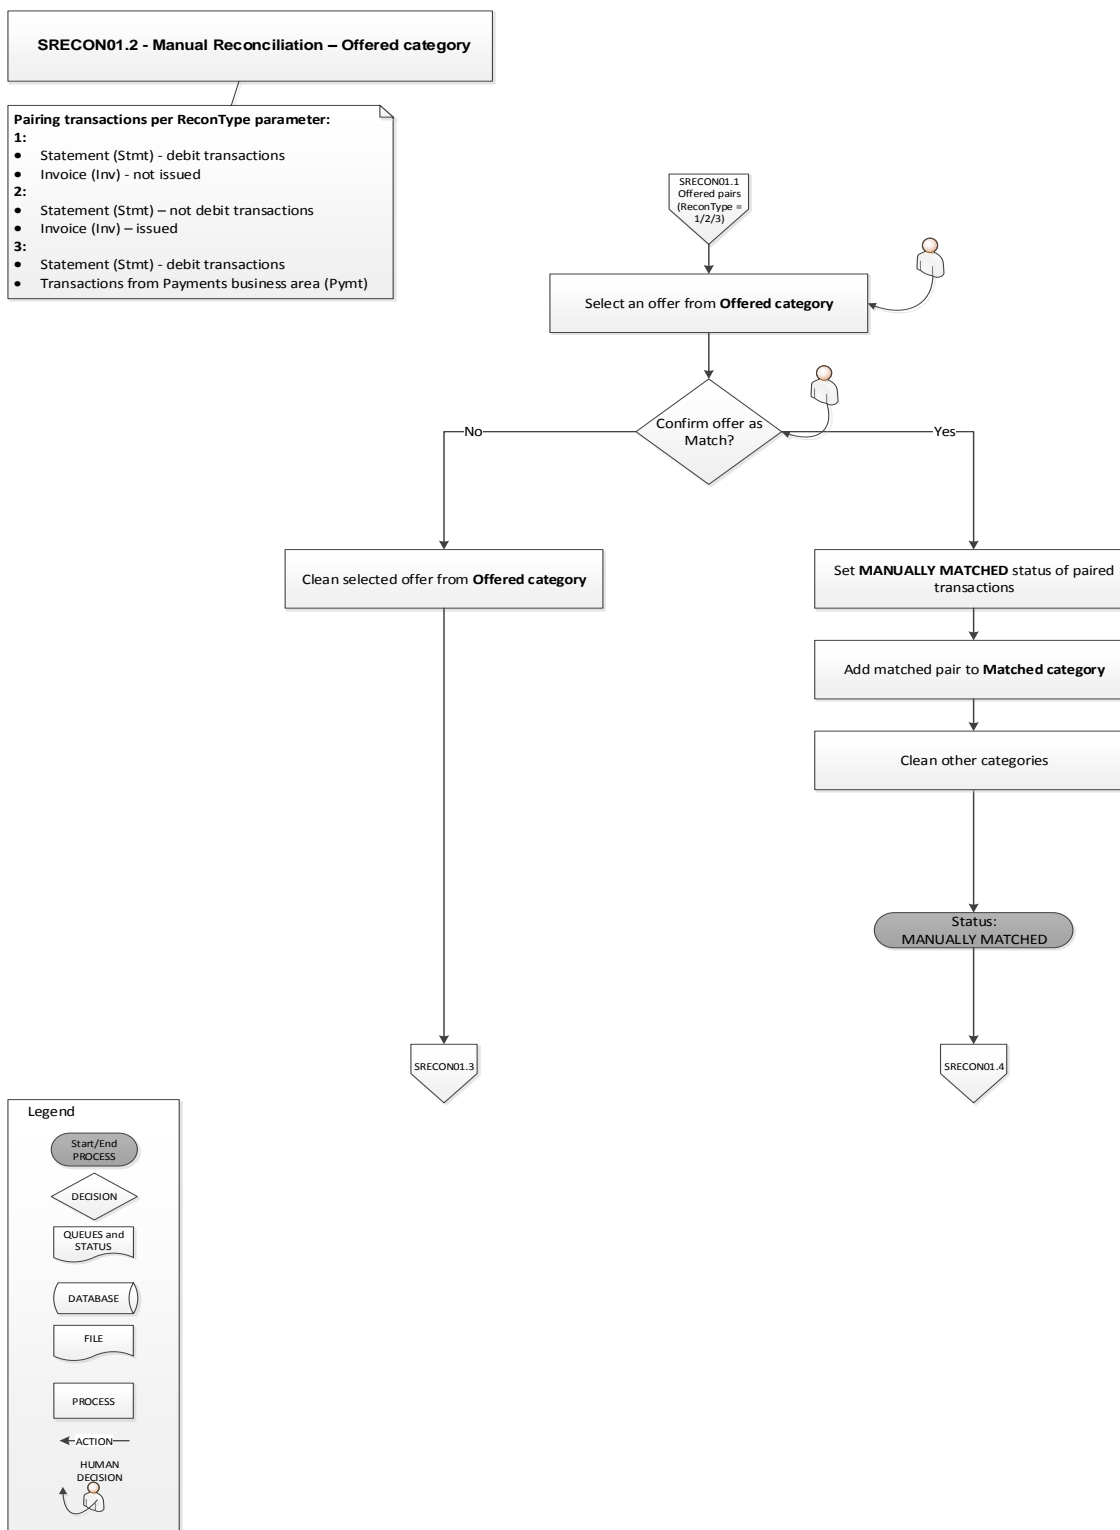 SRECON01.2 - Manual Reconciliation – Offered category
Pairing transactions per ReconType parameter:
1:
• Statement (Stmt) - debit transactions
• Invoice (Inv) - not issued
2:
• Statement (Stmt) – not debit transactions
• Invoice (Inv) – issued
3:
• Statement (Stmt) - debit transactions
• Transactions from Payments business area (Pymt)
SRECON01.1
Offered pairs
(ReconType =
1/2/3)
Select an offer from Offered category
Confirm offer as
Match?
No
Yes
Clean selected offer from Offered category
Set MANUALLY MATCHED status of paired
transactions
Add matched pair to Matched category
Clean other categories
Status:
MANUALLY MATCHED
SRECON01.3
SRECON01.4
Legend
Start/End
PROCESS
DECISION
QUEUES and
STATUS
DATABASE
FILE
PROCESS
ACTION
HUMAN
DECISION